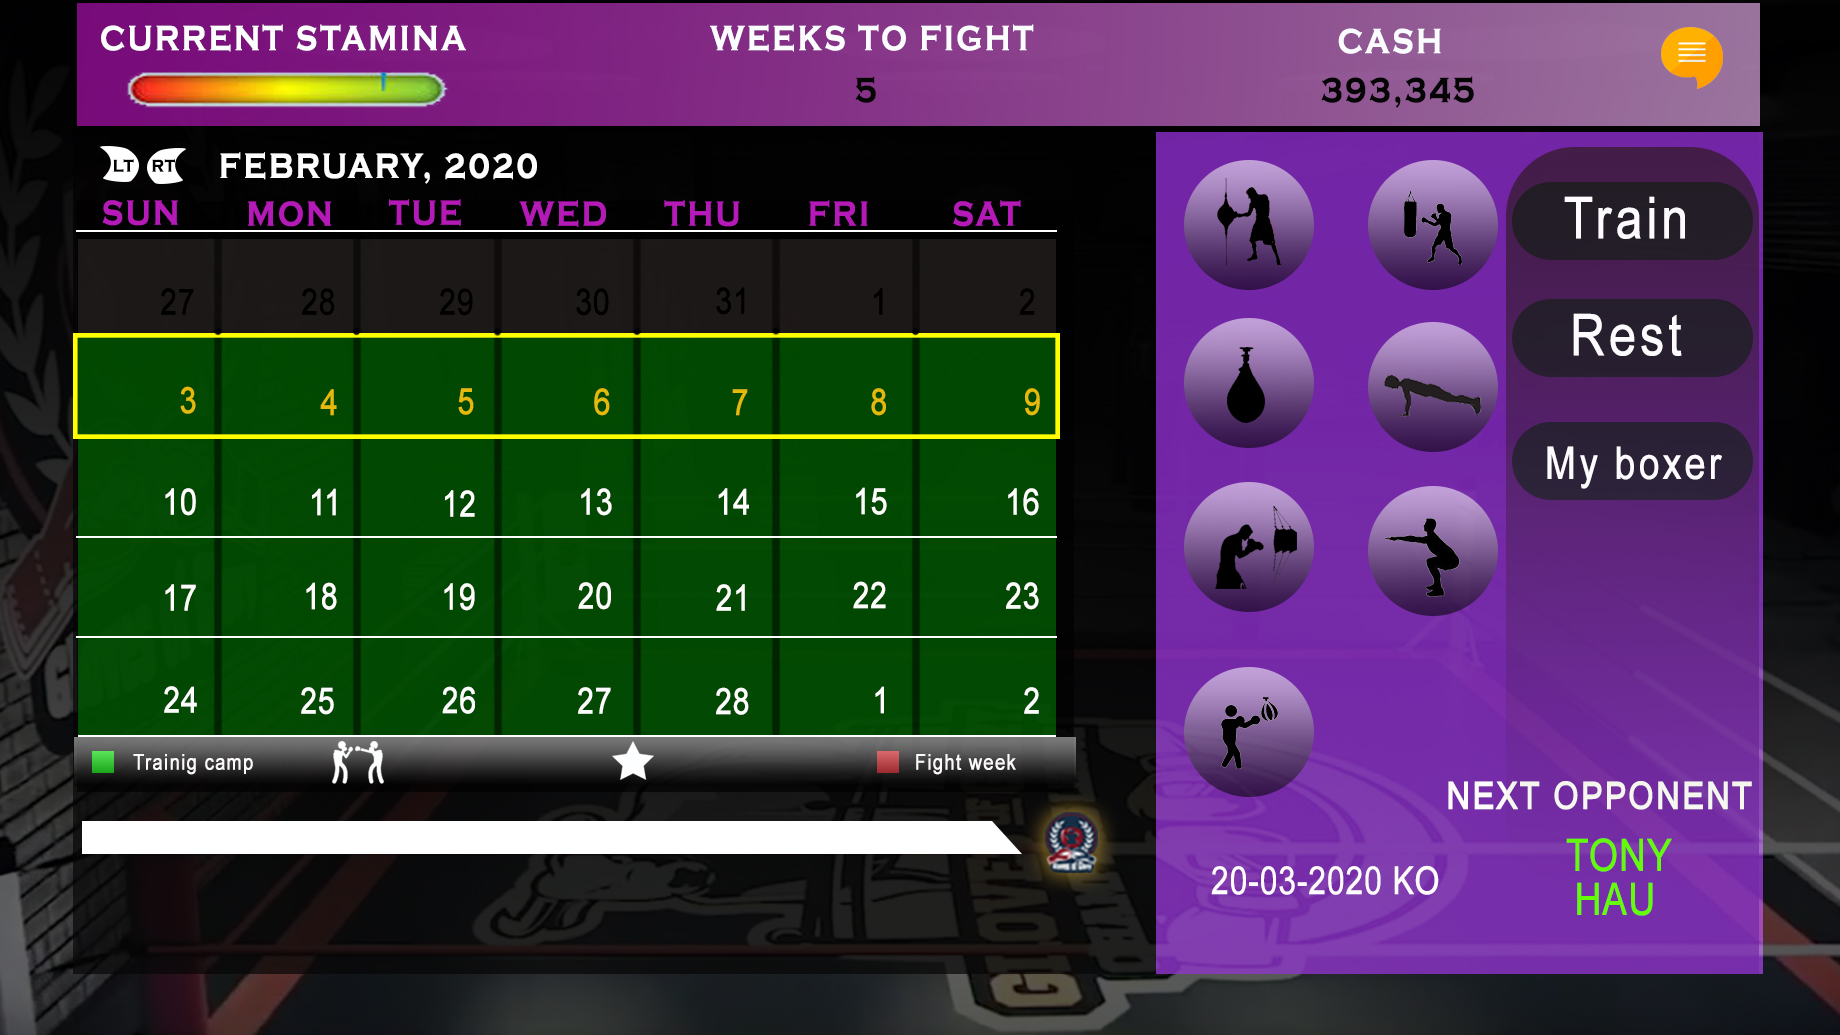 CURRENT STAMINA
WEEKS TO FIGHT
5
CASH
393,345
LT RT FEBRUARY, 2020
SUN MON TUE WED THU FRI SAT
27 28 29 30 31 1 2
3 4 5 6 7 8 9
10 11 12 13 14 15 16
17 18 19 20 21 22 23
24 25 26 27 28 1 2
Trainig camp
Fight week
Train
Rest
My boxer
NEXT OPPONENT
TONY
HAU
20-03-2020 KO